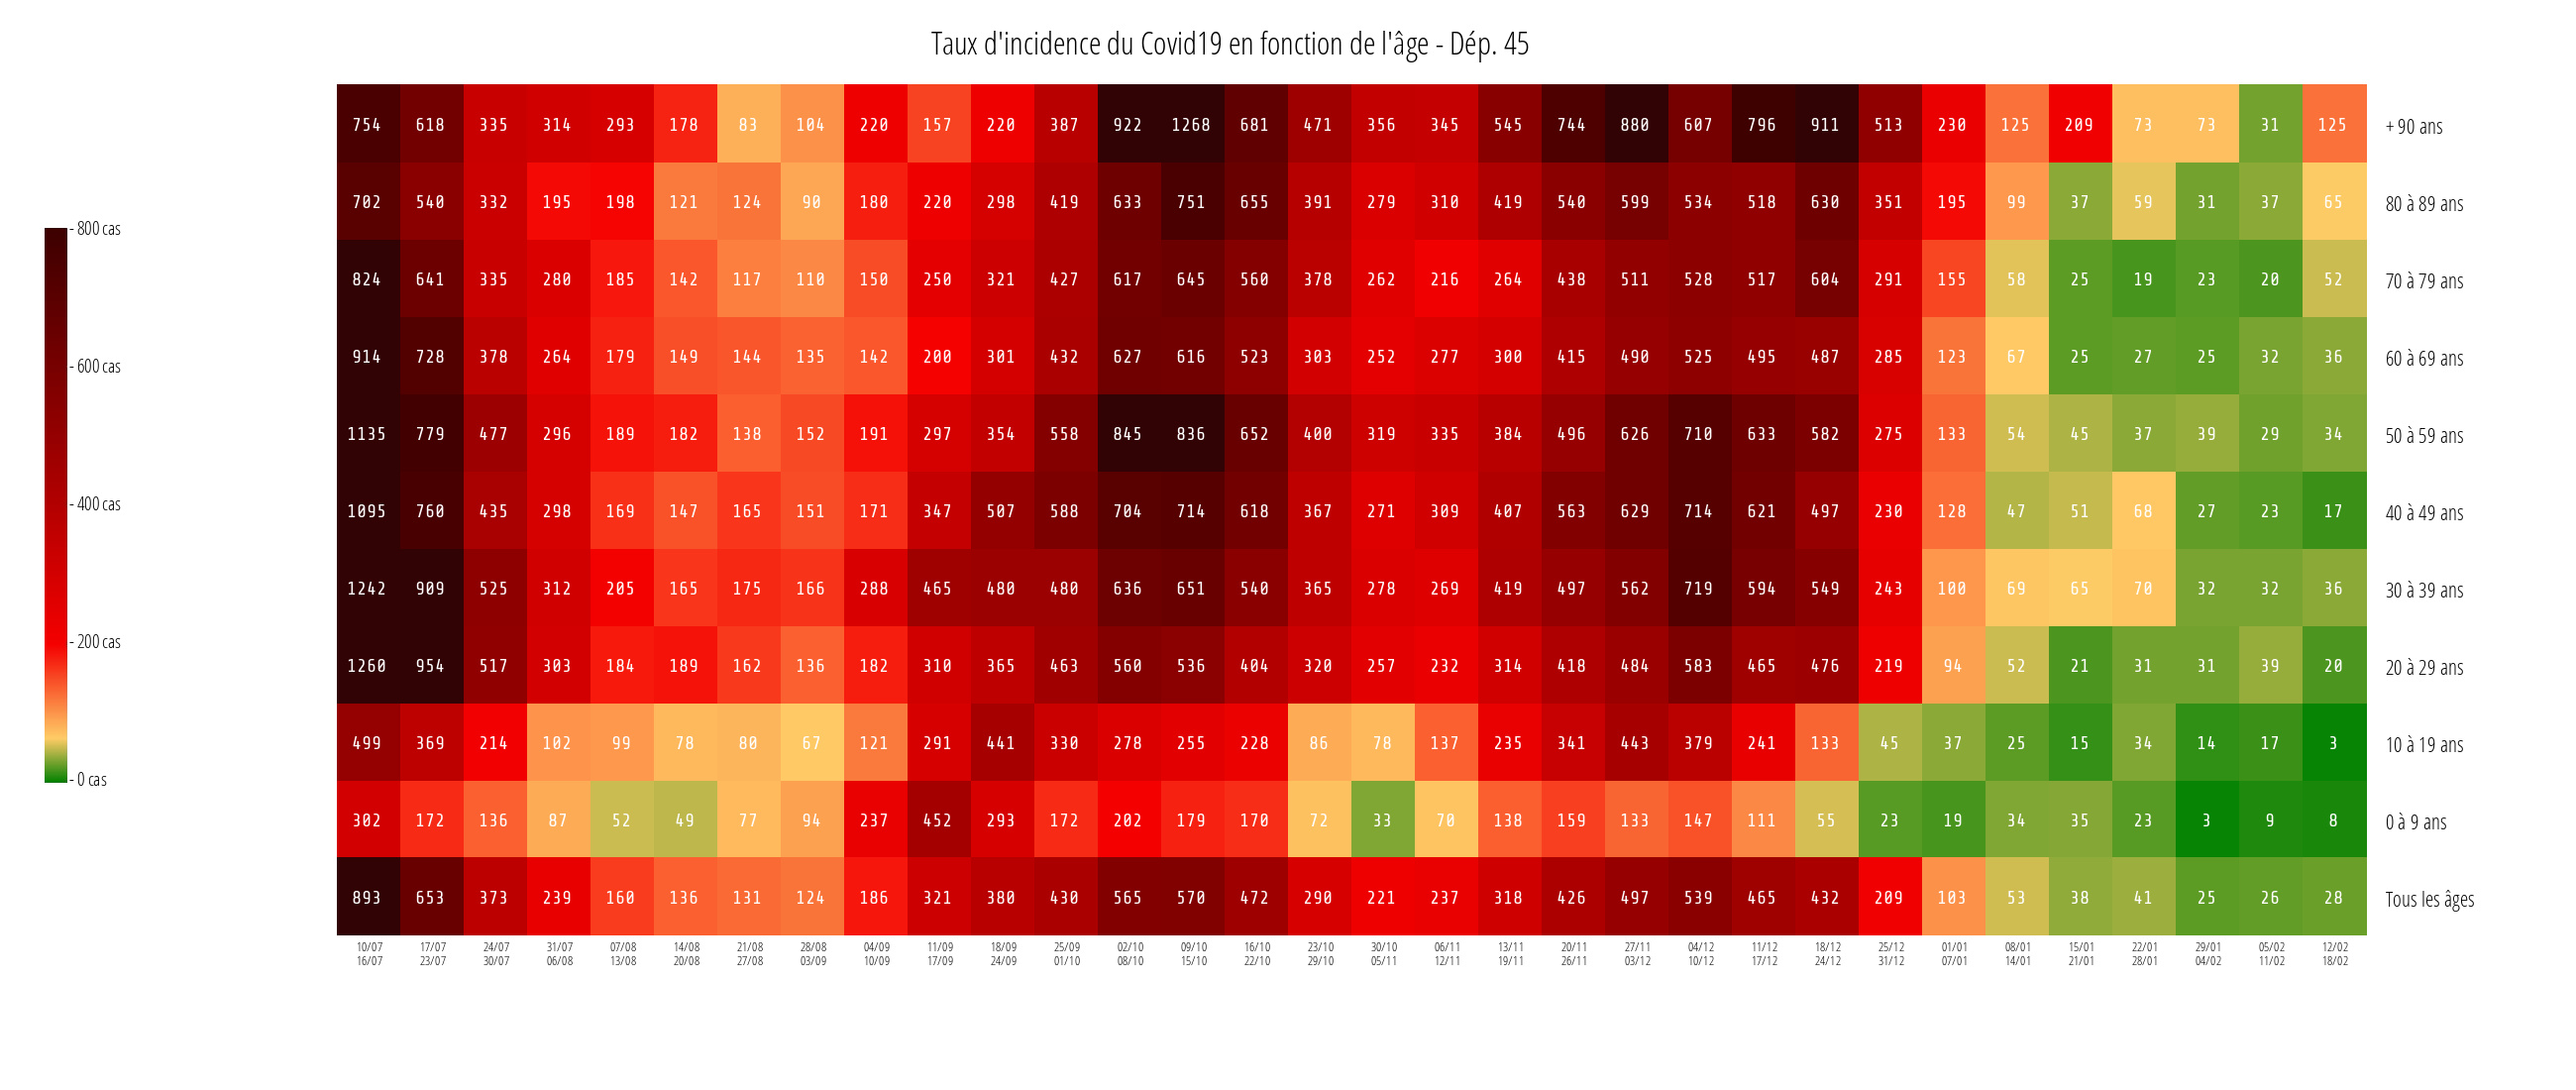 Taux d'incidence du Covid19 en fonction de l'âge - Dép. 45
- 800 cas
- 600 cas
- 400 cas
- 200 cas
- 0 cas
754 618 335 314 293 178 83 104 220 157 220 387 922 1268 681 471 356 345 545 744 880 607 796 911 513 230 125 209 73 73 31 125 + 90 ans
702 540 332 195 198 121 124 90 180 220 298 419 633 751 655 391 279 310 419 540 599 534 518 630 351 195 99 37 59 31 37 65 80 à 89 ans
824 641 335 280 185 142 117 110 150 250 321 427 617 645 560 378 262 216 264 438 511 528 517 604 291 155 58 25 19 23 20 52 70 à 79 ans
914 728 378 264 179 149 144 135 142 200 301 432 627 616 523 303 252 277 300 415 490 525 495 487 285 123 67 25 27 25 32 36 60 à 69 ans
1135 779 477 296 189 182 138 152 191 297 354 558 845 836 652 400 319 335 384 496 626 710 633 582 275 133 54 45 37 39 29 34 50 à 59 ans
1095 760 435 298 169 147 165 151 171 347 507 588 704 714 618 367 271 309 407 563 629 714 621 497 230 128 47 51 68 27 23 17 40 à 49 ans
1242 909 525 312 205 165 175 166 288 465 480 480 636 651 540 365 278 269 419 497 562 719 594 549 243 100 69 65 70 32 32 36 30 à 39 ans
1260 954 517 303 184 189 162 136 182 310 365 463 560 536 404 320 257 232 314 418 484 583 465 476 219 94 52 21 31 31 39 20 20 à 29 ans
499 369 214 102 99 78 80 67 121 291 441 330 278 255 228 86 78 137 235 341 443 379 241 133 45 37 25 15 34 14 17 3 10 à 19 ans
302 172 136 87 52 49 77 94 237 452 293 172 202 179 170 72 33 70 138 159 133 147 111 55 23 19 34 35 23 3 9 8 0 à 9 ans
893 653 373 239 160 136 131 124 186 321 380 430 565 570 472 290 221 237 318 426 497 539 465 432 209 103 53 38 41 25 26 28 Tous les âges
10/07 17/07 24/07 31/07 07/08 14/08 21/08 28/08 04/09 11/09 18/09 25/09 02/10 09/10 16/10 23/10 30/10 06/11 13/11 20/11 27/11 04/12 11/12 18/12 25/12 01/01 08/01 15/01 22/01 29/01 05/02 12/02
16/07 23/07 30/07 06/08 13/08 20/08 27/08 03/09 10/09 17/09 24/09 01/10 08/10 15/10 22/10 29/10 05/11 12/11 19/11 26/11 03/12 10/12 17/12 24/12 31/12 07/01 14/01 21/01 28/01 04/02 11/02 18/02